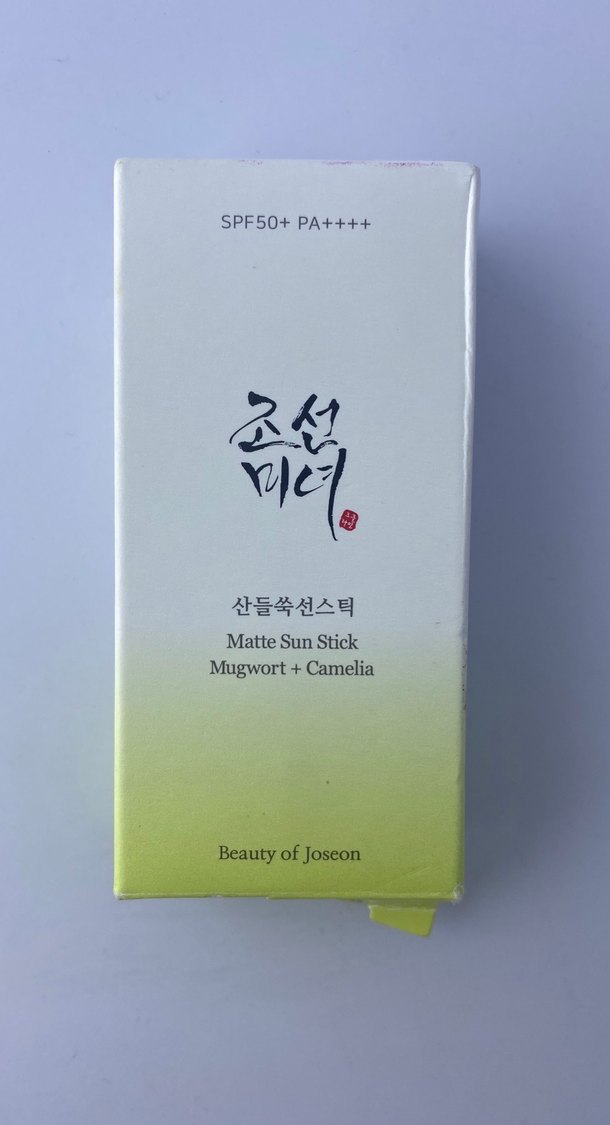 SPF50+ PA++++
조선
미녀
산들쑥선스틱
Matte Sun Stick
Mugwort + Camelia
Beauty of Joseon